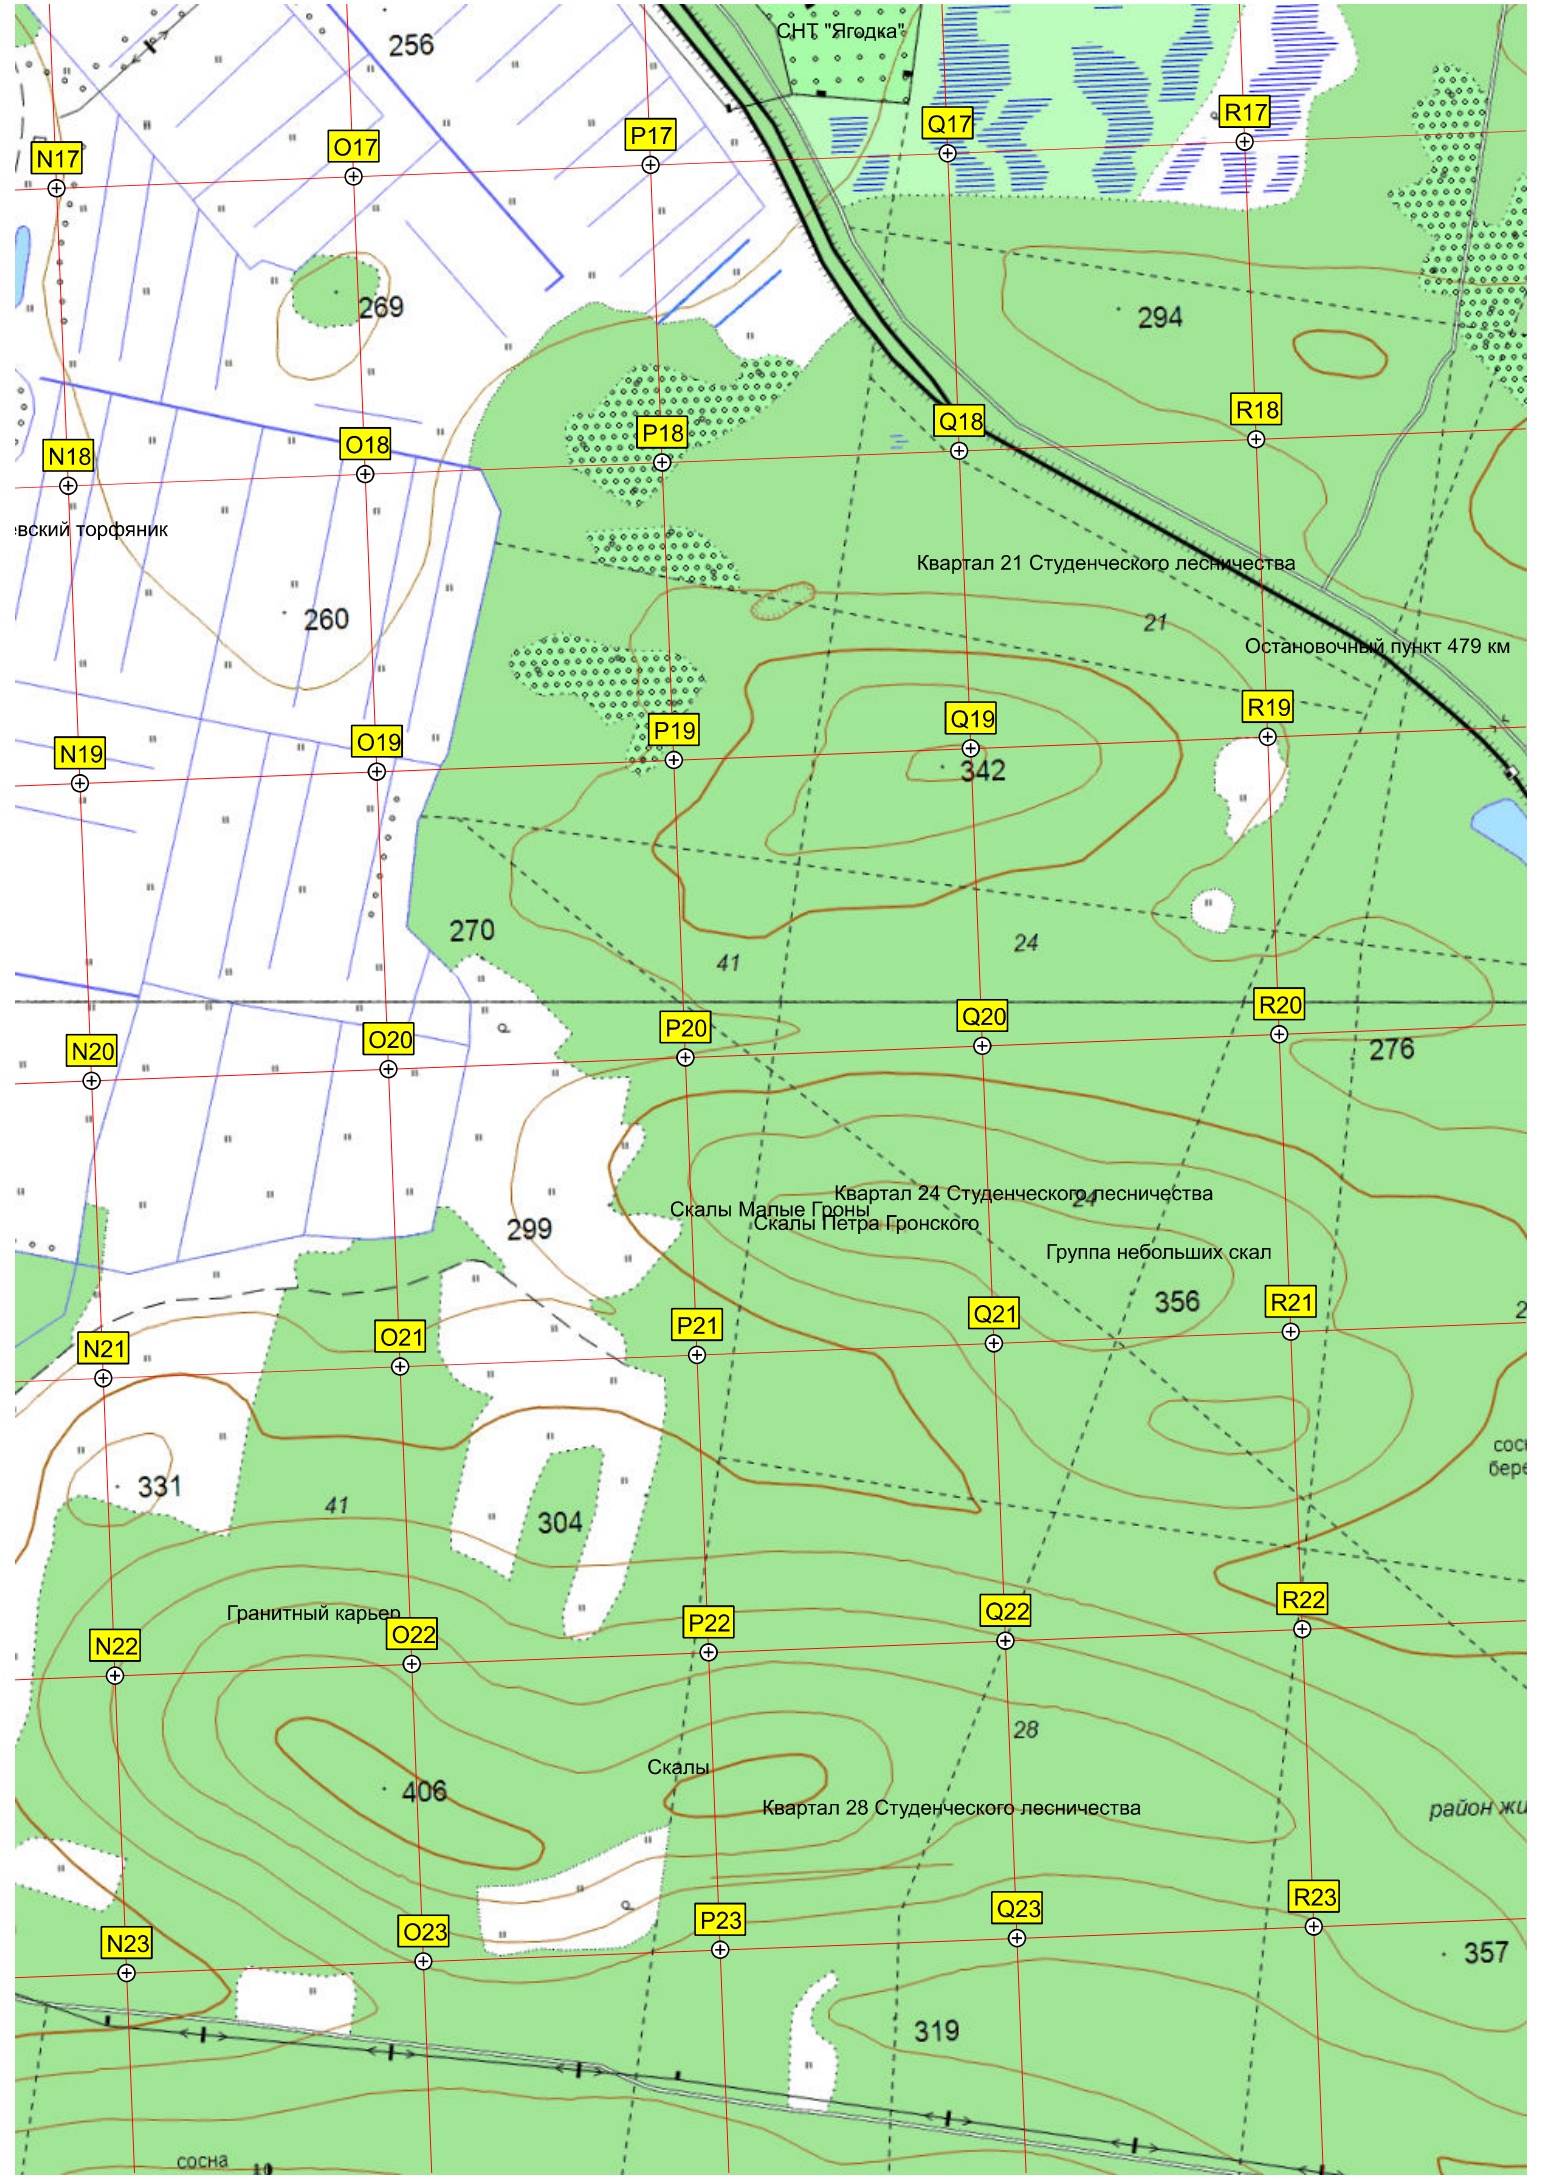 СНТ "Ягодка"
256
R17
Q17
P17
O17
N17
269
294
R18
Q18
P18
O18
N18
торфяник
Квартал 21 Студенческого лесничества
260
21
Остановочный пункт 479 км
R19
Q19
P19
O19
N19
342
270
41
24
R20
Q20
P20
O20
N20
276
Квартал 24 Студенческого лесничества
24
Скалы Малые Гроны
Скалы Петра Гронского
299
Группа небольших скал
356
R21
Q21
P21
O21
N21
331
41
304
Гранитный карьер
R22
Q22
P22
O22
N22
28
Скалы
406
Квартал 28 Студенческого лесничества
район
R23
Q23
P23
O23
N23
357
319
сосна